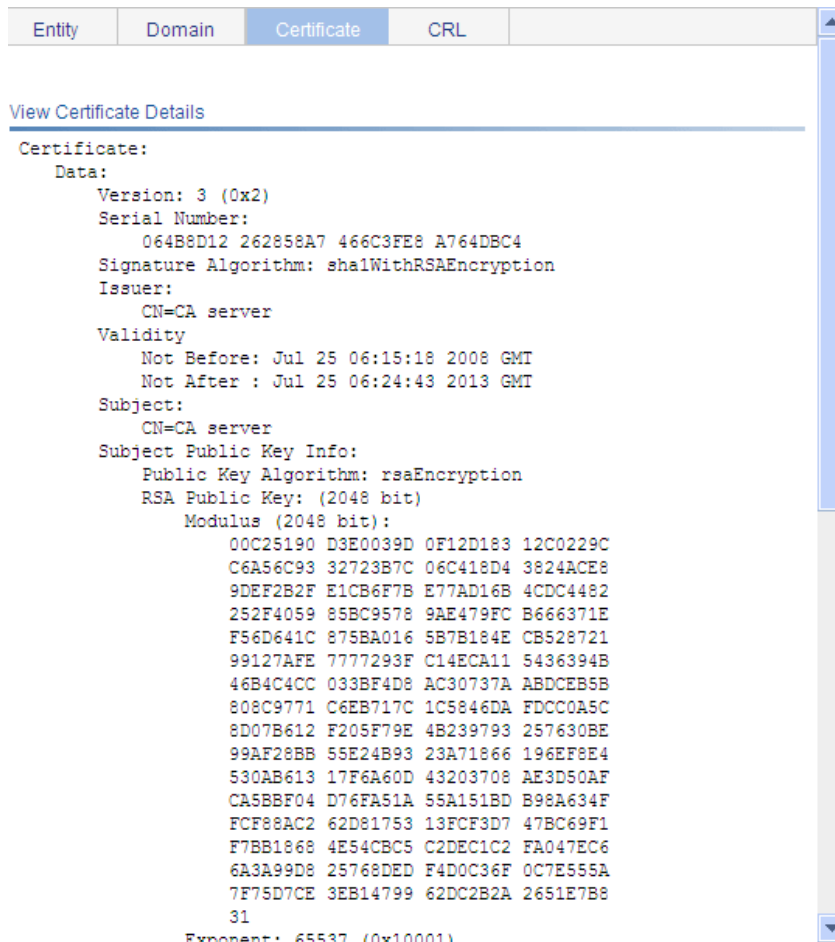 Entity Domain Certificate CRL
View Certificate Details
Certificate:
Data:
Version: 3 (0x2)
Serial Number:
064B8D12 262858A7 466C3FE8 A764DBC4
Signature Algorithm: sha1WithRSAEncryption
Issuer:
CN=CA server
Validity
Not Before: Jul 25 06:15:18 2008 GMT
Not After : Jul 25 06:24:43 2013 GMT
Subject:
CN=CA server
Subject Public Key Info:
Public Key Algorithm: rsaEncryption
RSA Public Key: (2048 bit)
Modulus (2048 bit):
00C25190 D3E0039D 0F12D183 12C0229C
C6A56C93 32723B7C 06C418D4 3824ACE8
9DEF2B2F E1CB6F7B E77AD16B 4CDC4482
252F4059 85BC9578 9AE479FC B666371E
F56D641C 875BA016 5B7B184E CB528721
99127AFE 7777293F C14ECA11 5436394B
46B4C4CC 033BF4D8 AC30737A ABDCEB5B
808C9771 C6EB717C 1C5846DA FDCC0A5C
8D07B612 F205F79E 4B239793 257630BE
99AF28BB 55E24B93 23A71866 196EF8E4
530AB613 17F6A60D 43203708 AE3D50AF
CA5BBF04 D76FA51A 55A151BD B98A634F
FCF88AC2 62D81753 13FCF3D7 47BC69F1
F7BB1868 4E54CBC5 C2DEC1C2 FA047EC6
6A3A99D8 25768DED F4D0C36F 0C7E555A
7F75D7CE 3EB14799 62DC2B2A 2651E7B8
31
Exponent: 65537 (0x10001)